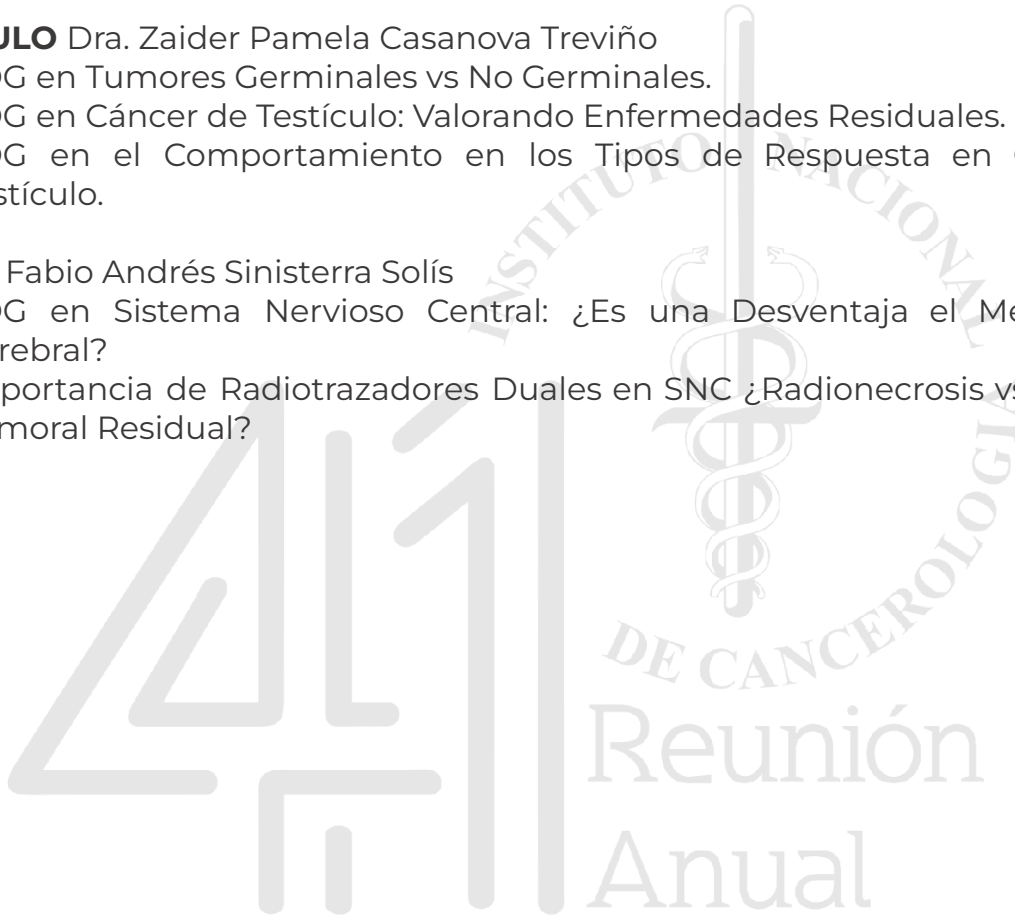 ULO Dra. Zaider Pamela Casanova Treviño
G en Tumores Germinales vs No Germinales.
G en Cáncer de Testículo: Valorando Enfermedades Residuales.
G en el Comportamiento en los Tipos de Respuesta en
stículo.
Fabio Andrés Sinisterra Solís
G en Sistema Nervioso Central: ¿Es una Desventaja el Me
rebral?
portancia de Radiotrazadores Duales en SNC ¿Radionecrosis vs
moral Residual?
INSTITUTO NACIONAL
DE CANCEROLOGÍA
41
Reunión
Anual